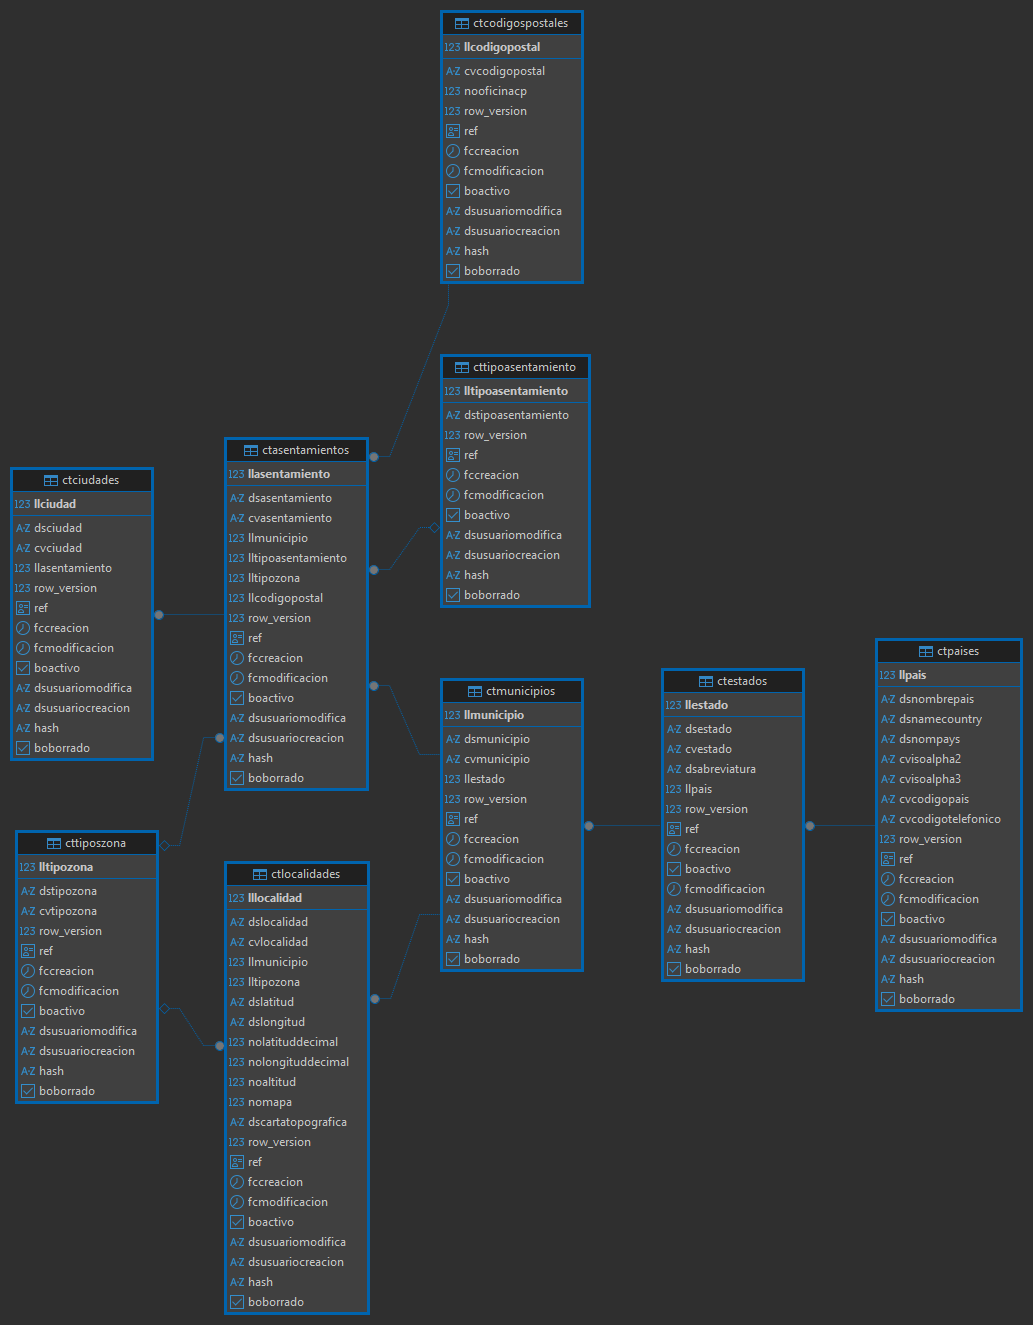 ctcodigospostales
123 llcodigopostal
A-Z cvcodigopostal
123 nooficinacp
123 row_version
ref
fccreacion
fcmodificacion
boactivo
A-Z dsusuariomodifica
A-Z dsusuariocreacion
A-Z hash
boborrado
cttipoasentamiento
123 lltipoasentamiento
A-Z dstipoasentamiento
123 row_version
ref
fccreacion
fcmodificacion
boactivo
A-Z dsusuariomodifica
A-Z dsusuariocreacion
A-Z hash
boborrado
ctasentamientos
123 llasentamiento
A-Z dsasentamiento
A-Z cvasentamiento
123 llmunicipio
123 lltipoasentamiento
123 lltipozona
123 llcodigopostal
123 row_version
ref
fccreacion
fcmodificacion
boactivo
A-Z dsusuariomodifica
A-Z dsusuariocreacion
A-Z hash
boborrado
ctciudades
123 llciudad
A-Z dsciudad
A-Z cvciudad
123 llasentamiento
123 row_version
ref
fccreacion
fcmodificacion
boactivo
A-Z dsusuariomodifica
A-Z dsusuariocreacion
A-Z hash
boborrado
ctmunicipios
123 llmunicipio
A-Z dsmunicipio
A-Z cvmunicipio
123 llestado
123 row_version
ref
fccreacion
fcmodificacion
boactivo
A-Z dsusuariomodifica
A-Z dsusuariocreacion
A-Z hash
boborrado
ctestados
123 llestado
A-Z dsestado
A-Z cvestado
A-Z dsabreviatura
123 llpais
123 row_version
ref
fccreacion
boactivo
fcmodificacion
A-Z dsusuariomodifica
A-Z dsusuariocreacion
A-Z hash
boborrado
ctpaises
123 llpais
A-Z dsnombrepais
A-Z dsnamecountry
A-Z dsnompays
A-Z cvisoalpha2
A-Z cvisoalpha3
A-Z cvcodigopais
A-Z cvcodigotelefonico
123 row_version
ref
fccreacion
fcmodificacion
boactivo
A-Z dsusuariomodifica
A-Z dsusuariocreacion
A-Z hash
boborrado
cttiposzona
123 lltipozona
A-Z dstipozona
A-Z cvtipozona
123 row_version
ref
fccreacion
fcmodificacion
boactivo
A-Z dsusuariomodifica
A-Z dsusuariocreacion
A-Z hash
boborrado
ctlocalidades
123 lllocalidad
A-Z dslocalidad
A-Z cvlocalidad
123 llmunicipio
123 lltipozona
A-Z dslatitud
A-Z dslongitud
123 nolatituddecimal
123 nolongituddecimal
123 noaltitud
123 nomapa
A-Z dscartatopografica
123 row_version
ref
fccreacion
fcmodificacion
boactivo
A-Z dsusuariomodifica
A-Z dsusuariocreacion
A-Z hash
boborrado